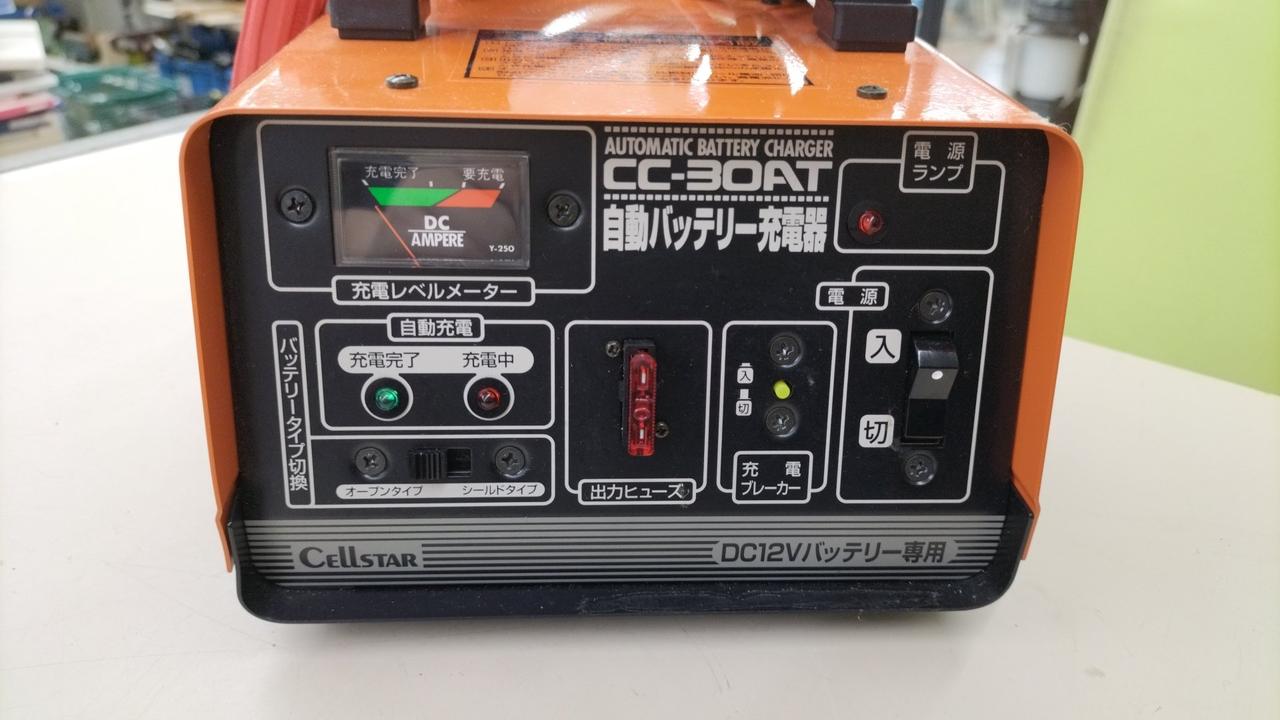 AUTOMATIC BATTERY CHARGER
CC-30AT
自動バッテリー充電器
充電完了 要充電
DC
AMPERE
Y-250
充電レベルメーター
電源
ランプ
電源
入
切
自動充電
充電完了 充電中
バッテリータイプ切換
オープンタイプ シールドタイプ
出力ヒューズ
入
切
充電
ブレーカー
CELLSTAR
DC12Vバッテリー専用